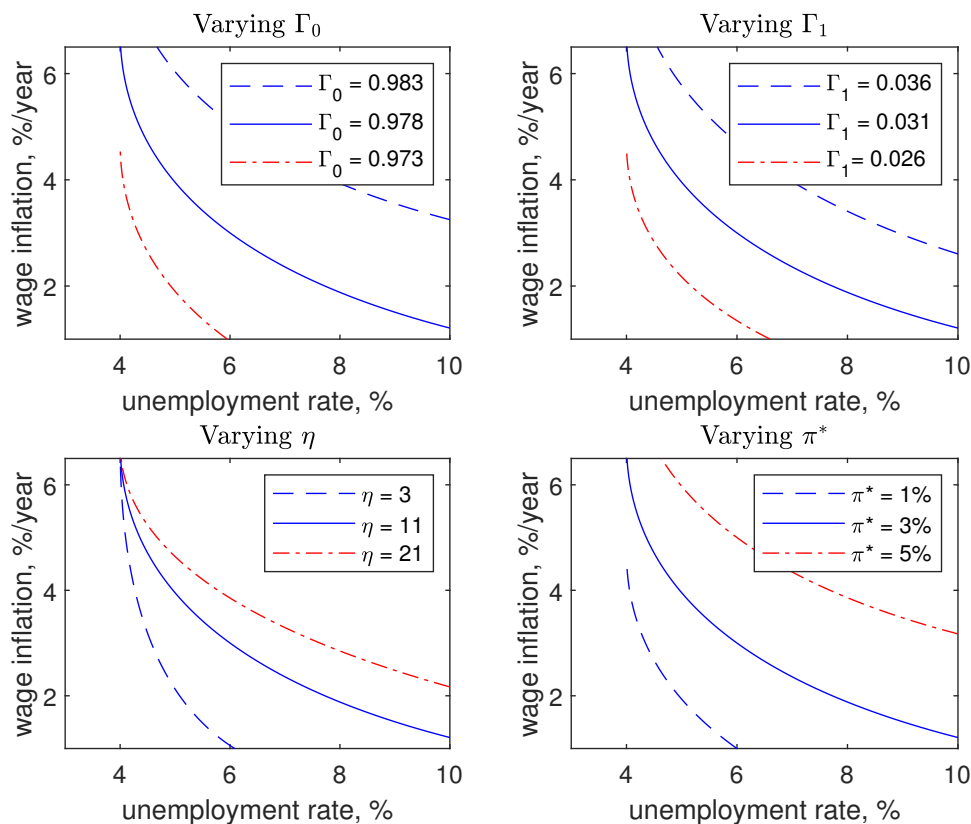 Varying Γ0
wage inflation, %/year
6
4
2
4 6 8 10
unemployment rate, %
Γ0 = 0.983
Γ0 = 0.978
Γ0 = 0.973
Varying Γ1
wage inflation, %/year
6
4
2
4 6 8 10
unemployment rate, %
Γ1 = 0.036
Γ1 = 0.031
Γ1= 0.026
Varying η
wage inflation, %/year
6
4
2
4 6 8 10
unemployment rate, %
η = 3
η = 11
η = 21
Varying π*
wage inflation, %/year
6
4
2
4 6 8 10
unemployment rate, %
π* = 1%
π* = 3%
π* = 5%